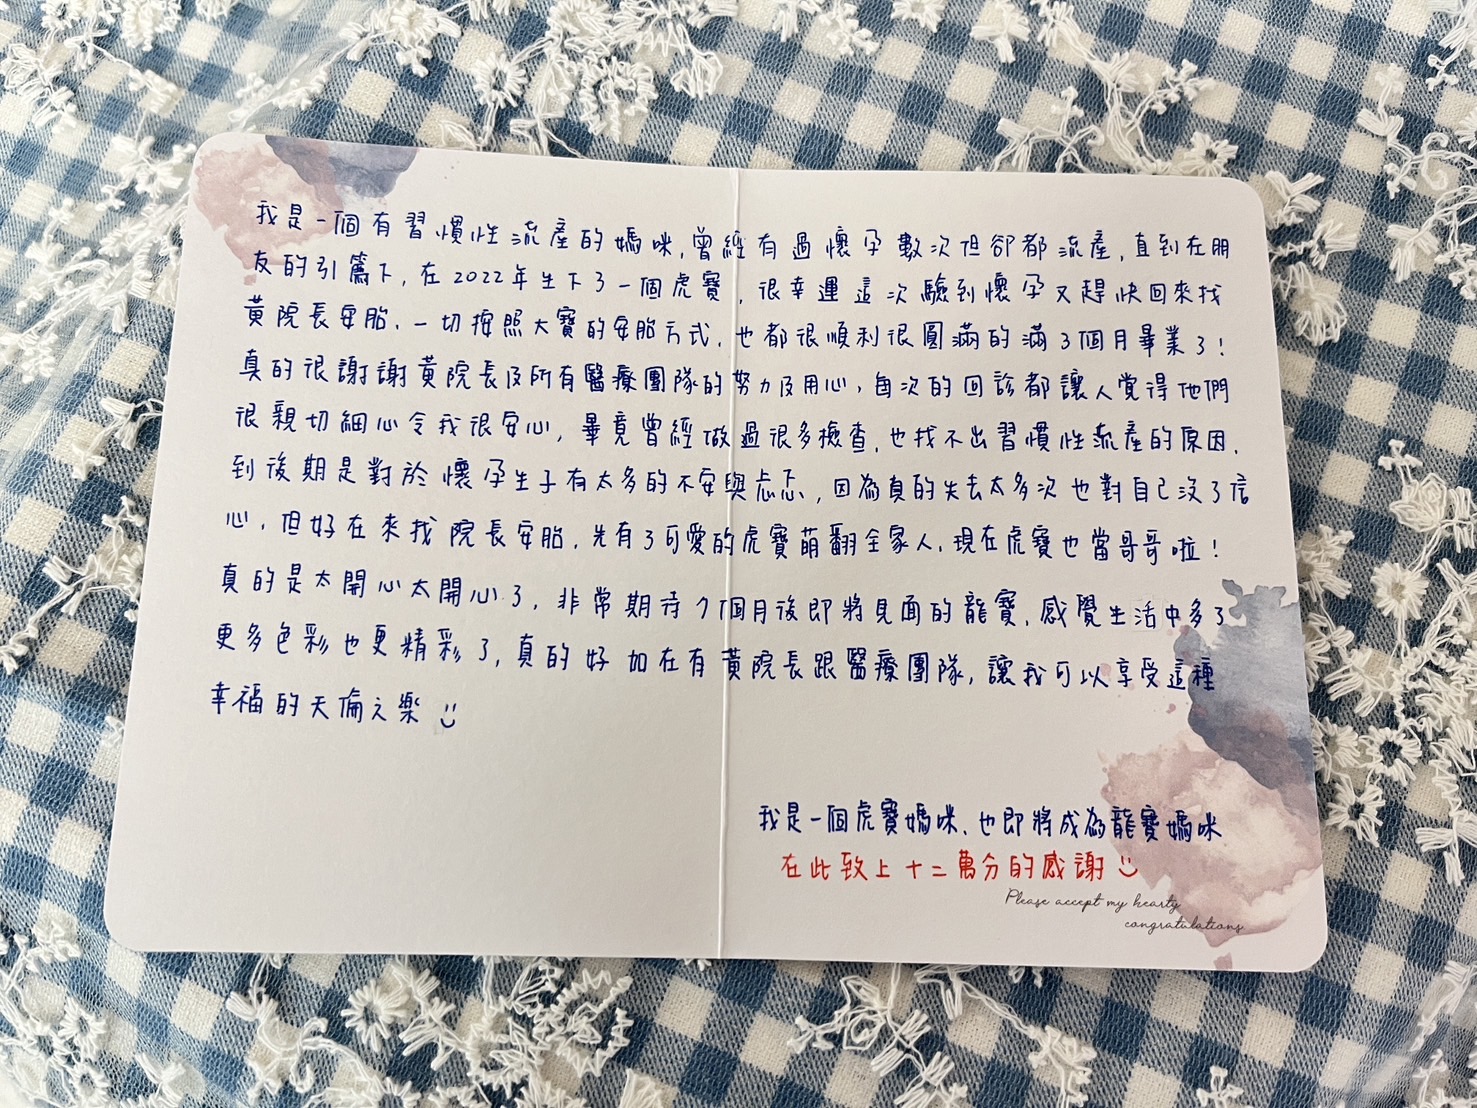 我是一個有習慣性流產的媽咪,曾經有過懷孕數次但卻都流產,直到在朋
友的引薦下,在2022年生下了一個虎寶,很幸運這次驗到懷孕又趕快回來找
黃院長安胎,一切按照大寶的安胎方式,也都很順利很圓滿的滿3個月畢業了!
真的很謝謝黃院長及所有醫療團隊的努力及用心,每次的回診都讓人覺得他們
很親切細心令我很安心,畢竟曾經做過很多檢查,也找不出習慣性流產的原因,
到後期是對於懷孕生子有太多的不安與忐忑,因為真的失去太多次也對自己沒了信
心,但好在來找院長安胎,先有了可愛的虎寶萌翻全家人,現在虎寶也當哥哥啦!
真的是太開心太開心了,非常期待7個月後即將見面的龍寶,感覺生活中多了
更多色彩也更精彩了,真的好加在有黃院長跟醫療團隊,讓我可以享受這種
幸福的天倫之樂
我是一個虎寶媽咪,也即將成為龍寶媽咪
在此致上十二萬分的感謝
Please accept my hearty
congratulations